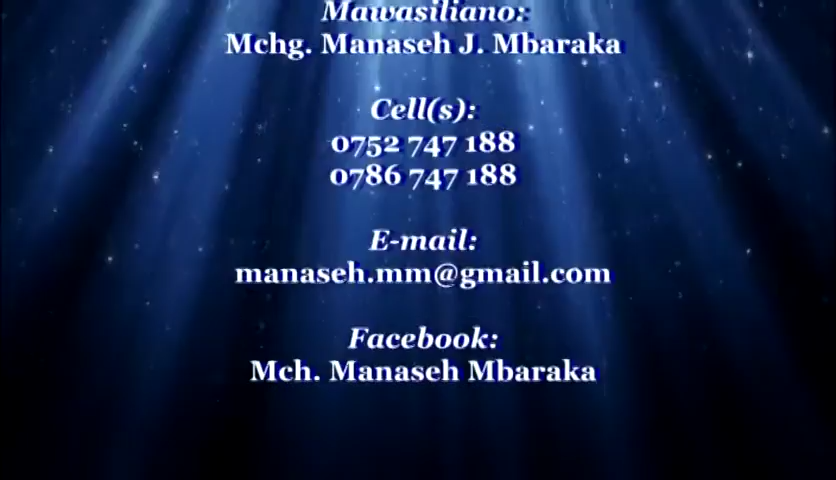 Mawasiliano:
Mchg. Manaseh J. Mbaraka
Cell(s):
0752 747 188
0786 747 188
E-mail:
manaseh.mm@gmail.com
Facebook:
Mch. Manaseh Mbaraka